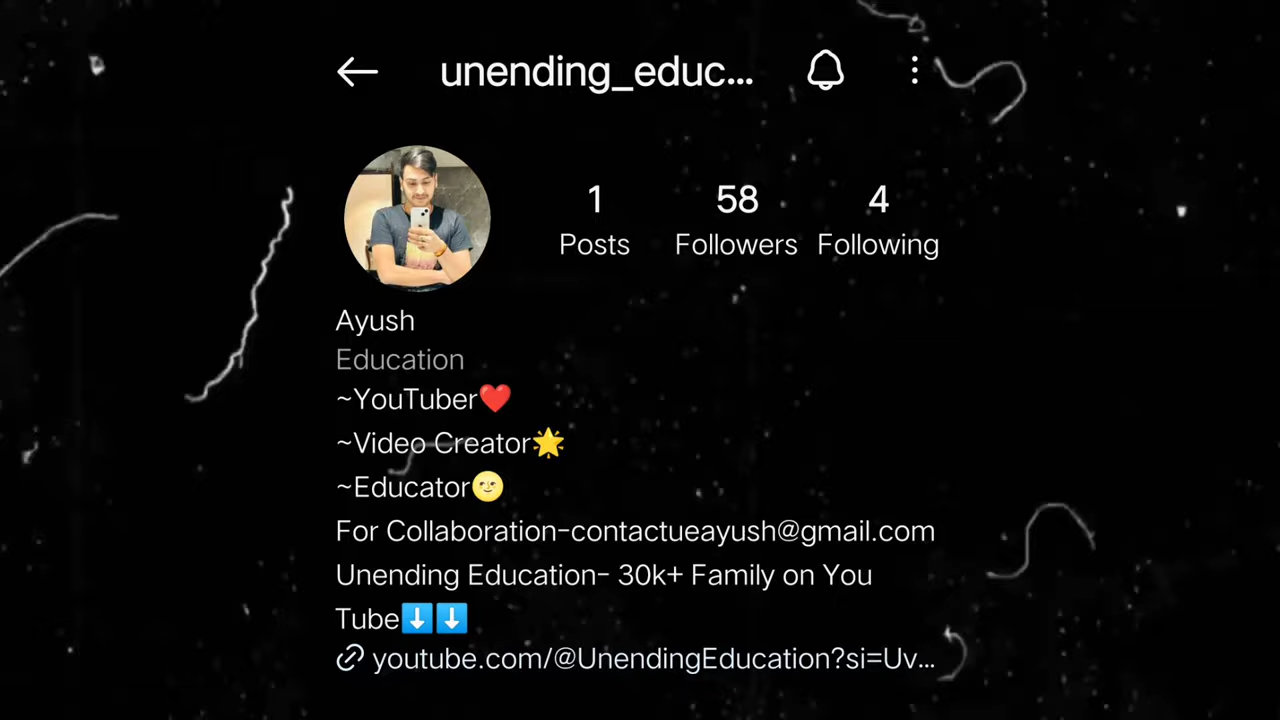 unending_educ...
1 58 4
Posts Followers Following
Ayush
Education
~YouTuber❤️
~Video Creator🌟
~Educator🌝
For Collaboration-contactueayush@gmail.com
Unending Education- 30k+ Family on You
Tube⬇️⬇️
youtube.com/@UnendingEducation?si=Uv...